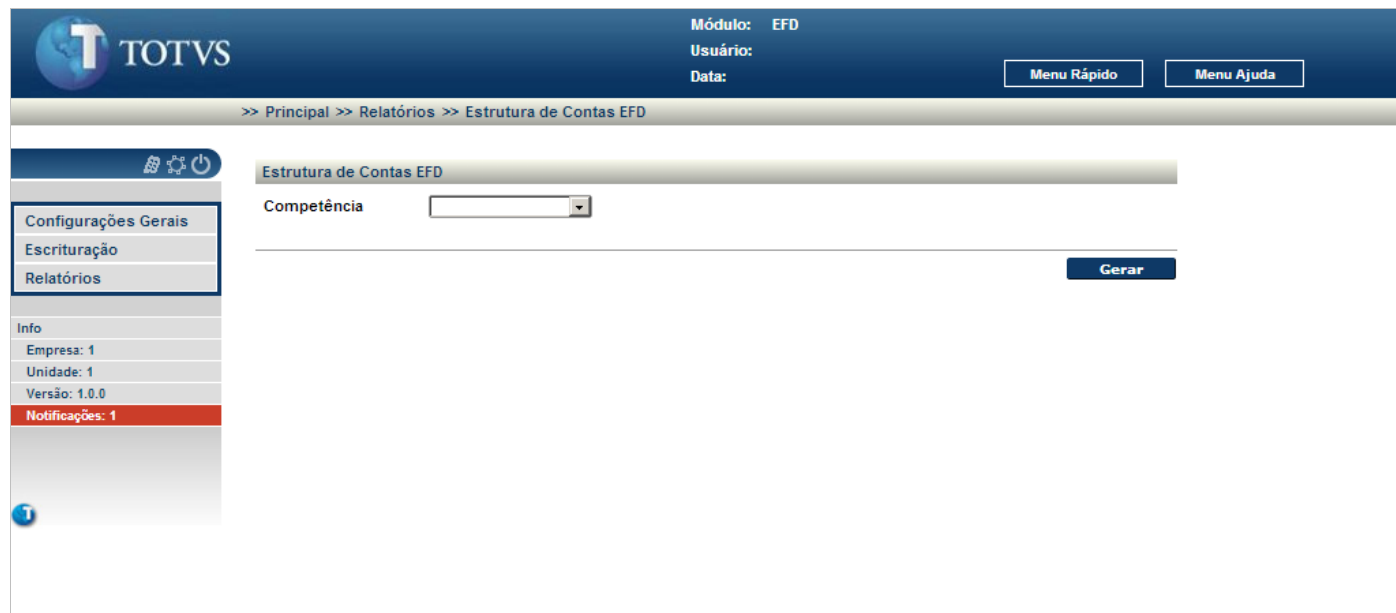 TOTVS
Módulo: EFD
Usuário:
Data:
Menu Rápido
Menu Ajuda
>> Principal >> Relatórios >> Estrutura de Contas EFD
Configurações Gerais
Escrituração
Relatórios
Info
Empresa: 1
Unidade: 1
Versão: 1.0.0
Notificações: 1
Estrutura de Contas EFD
Competência
Gerar